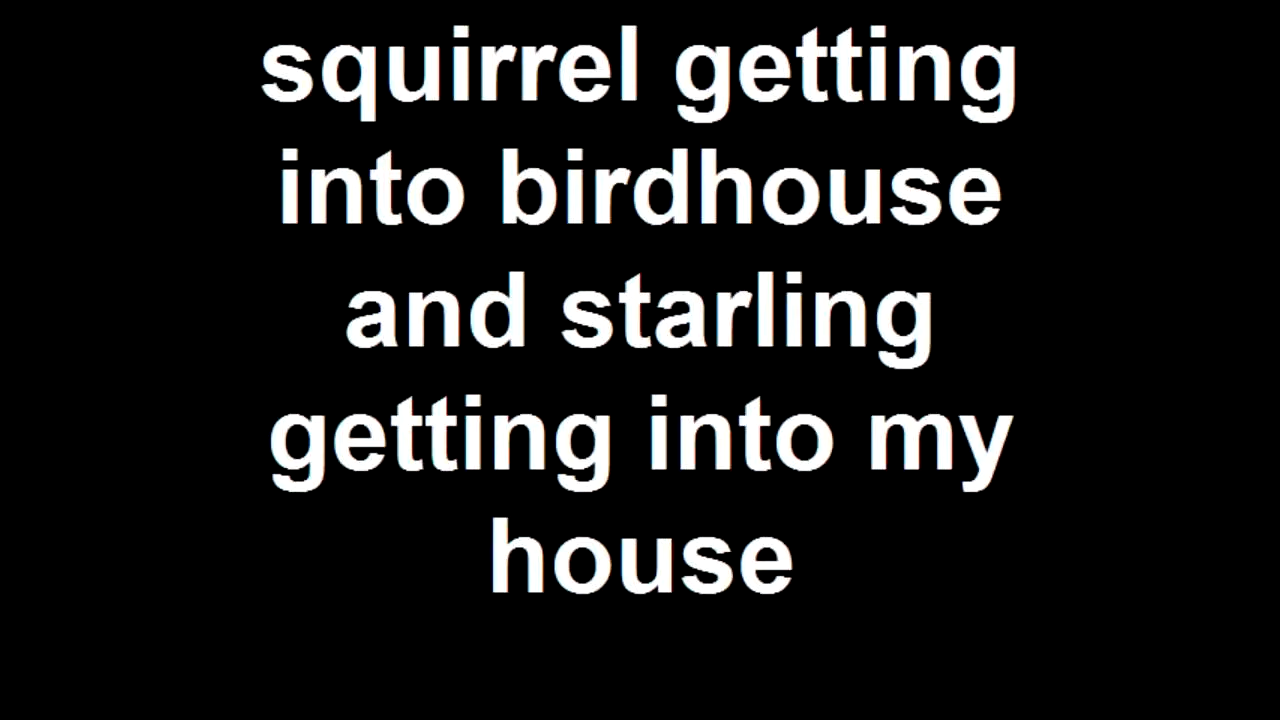 squirrel getting
into birdhouse
and starling
getting into my
house